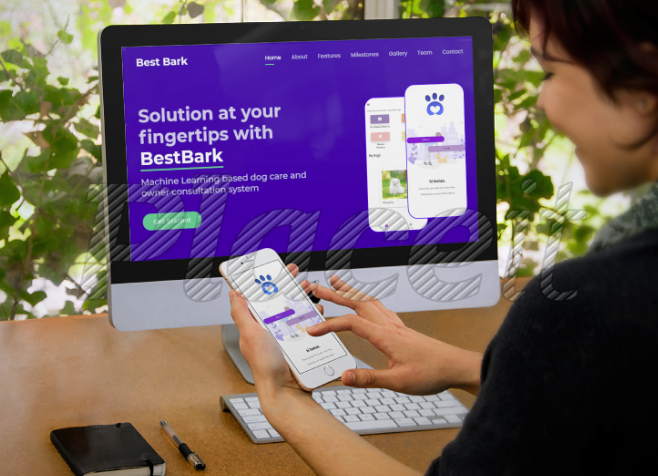 Best Bark
Home About Features Milestones Gallery Team Contact
Solution at your
fingertips with
BestBark
Machine Learning based dog care and
owner consultation system
Get Started
Placeit